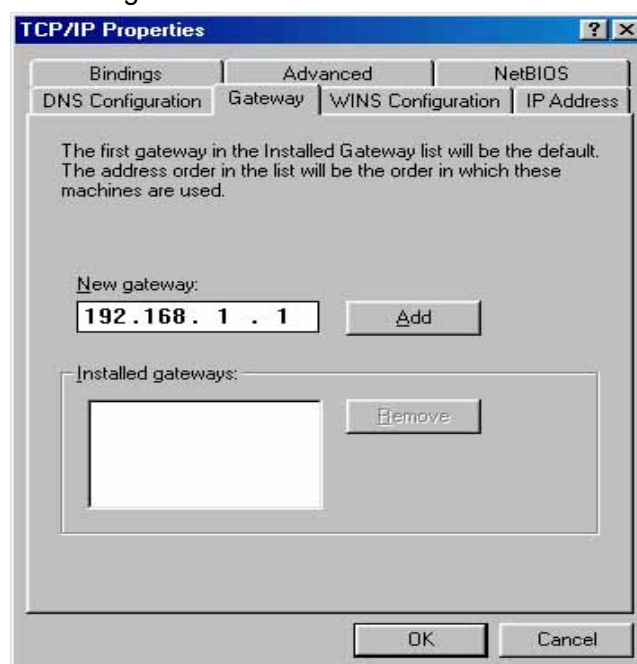 TCP/IP Properties
Bindings Advanced NetBIOS
DNS Configuration Gateway WINS Configuration IP Address
The first gateway in the Installed Gateway list will be the default.
The address order in the list will be the order in which these
machines are used.
New gateway:
192.168. 1 . 1 Add
Installed gateways:
Remove
OK Cancel